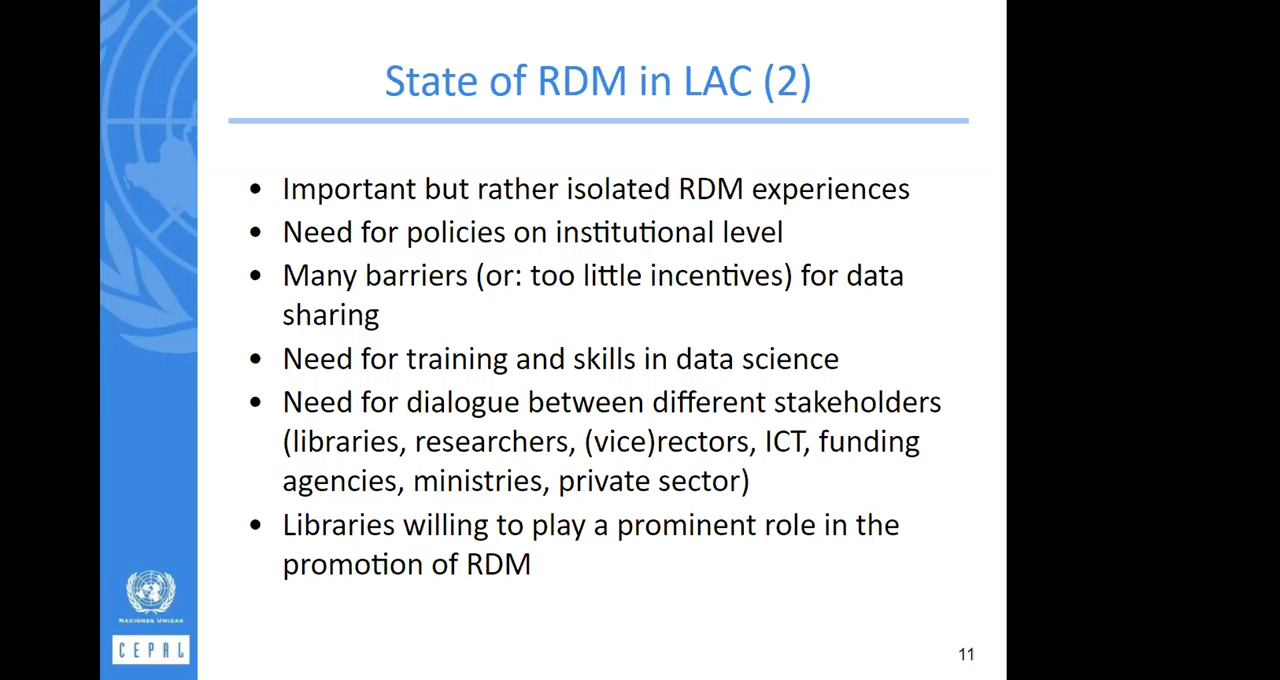 State of RDM in LAC (2)
• Important but rather isolated RDM experiences
• Need for policies on institutional level
• Many barriers (or: too little incentives) for data
sharing
• Need for training and skills in data science
• Need for dialogue between different stakeholders
(libraries, researchers, (vice)rectors, ICT, funding
agencies, ministries, private sector)
• Libraries willing to play a prominent role in the
promotion of RDM
NACIONES UNIDAS
CEPAL
11